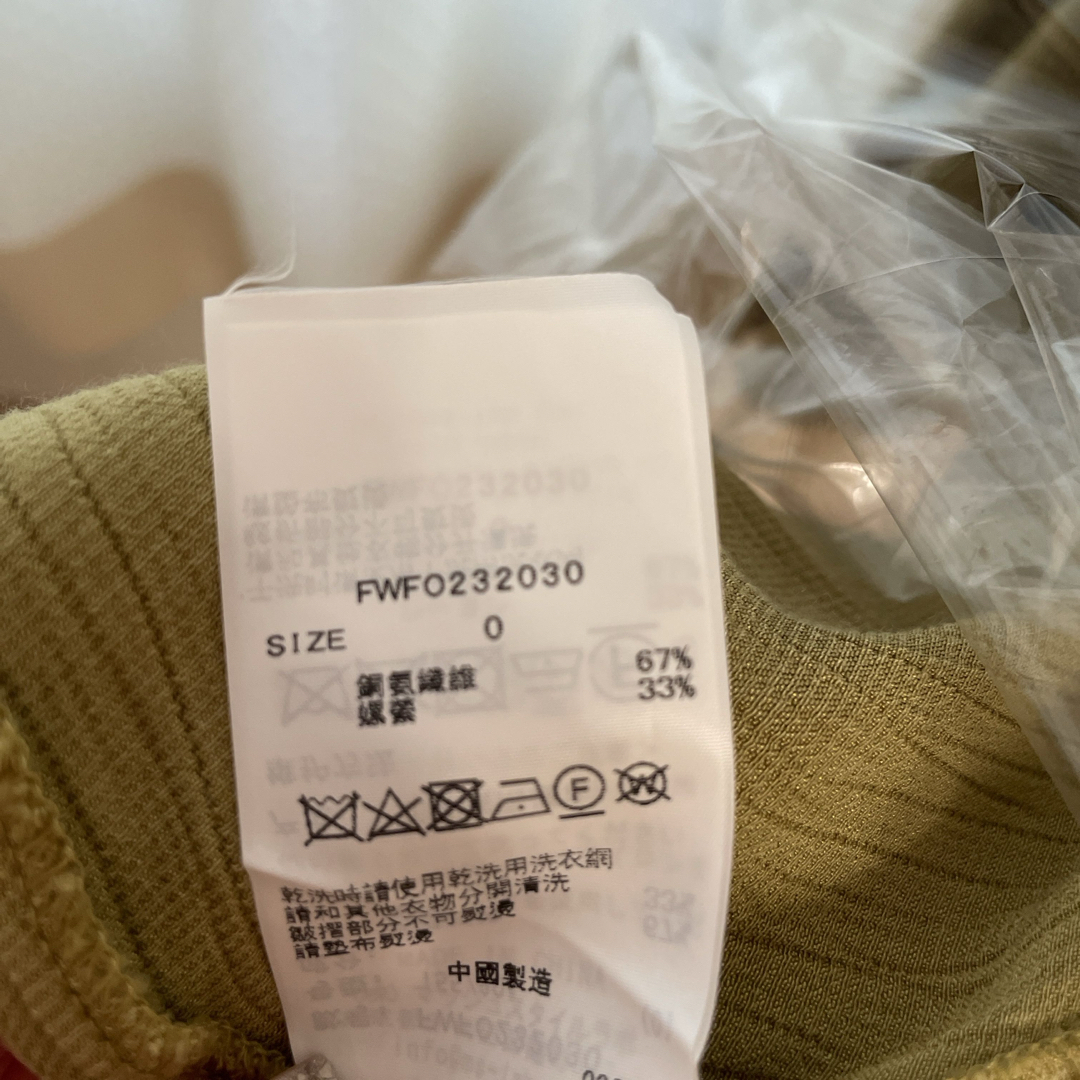 FWFO232030
SIZE 0
銅氨纖維 67%
嫘縈 33%
F W
乾洗時請使用乾洗用洗衣網
請和其他衣物分開清洗
皺摺部分不可熨燙
請墊布熨燙
中國製造